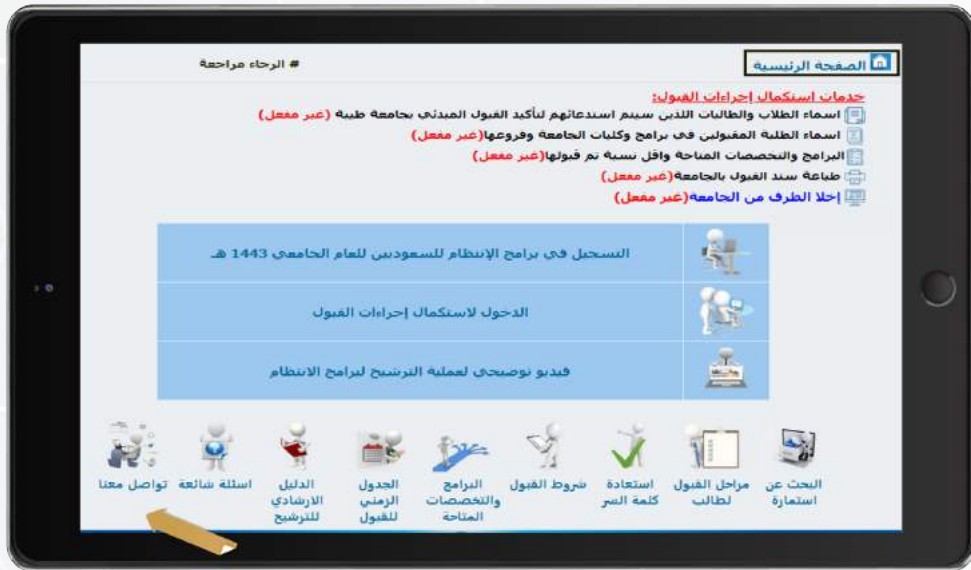 الصفحة الرئيسية
# الرجاء مراجعة
خدمات استكمال إجراءات القبول:
اسماء الطلاب والطالبات اللذين سيتم استدعائهم لتأكيد القبول المبدئي بجامعة طيبة (غير مفعل)
اسماء الطلبة المقبولين في برامج وكليات الجامعة وفروعها(غير مفعل)
البرامج والتخصصات المتاحة واقل نسبة تم قبولها(غير مفعل)
طباعة سند القبول بالجامعة(غير مفعل)
إخلا الطرف من الجامعة(غير مفعل)
التسجيل في برامج الإنتظام للسعوديين للعام الجامعي 1443 هـ
الدخول لاستكمال إجراءات القبول
فيديو توضيحي لعملية الترشيح لبرامج الانتظام
البحث عن استمارة
مراحل القبول لطالب
استعادة كلمة السر
شروط القبول
البرامج والتخصصات المتاحة
الجدول الزمني للقبول
الدليل الارشادي للترشيح
اسئلة شائعة
تواصل معنا